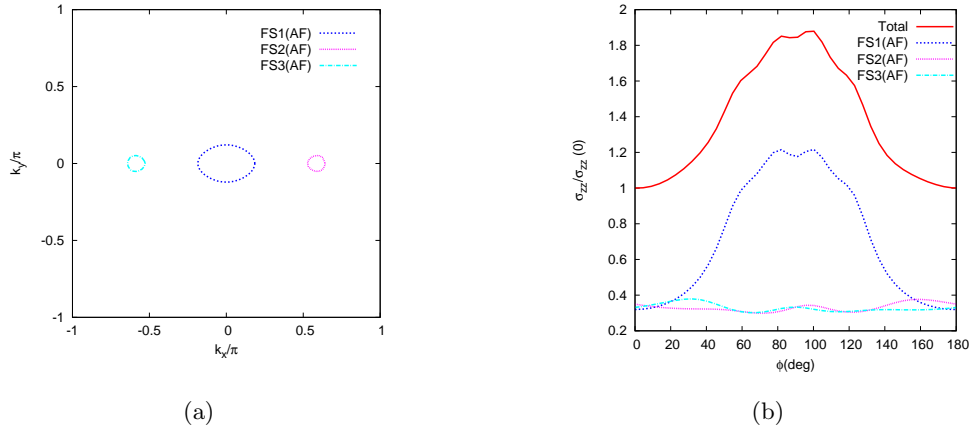 FS1(AF)
FS2(AF)
FS3(AF)
1
0.5
0
-0.5
-1
-1
-0.5
0
0.5
1
k_y/π
k_x/π
(a)
Total
FS1(AF)
FS2(AF)
FS3(AF)
2
1.8
1.6
1.4
1.2
1
0.8
0.6
0.4
0.2
0
20
40
60
80
100
120
140
160
180
σ_zz/σ_zz (0)
ϕ(deg)
(b)